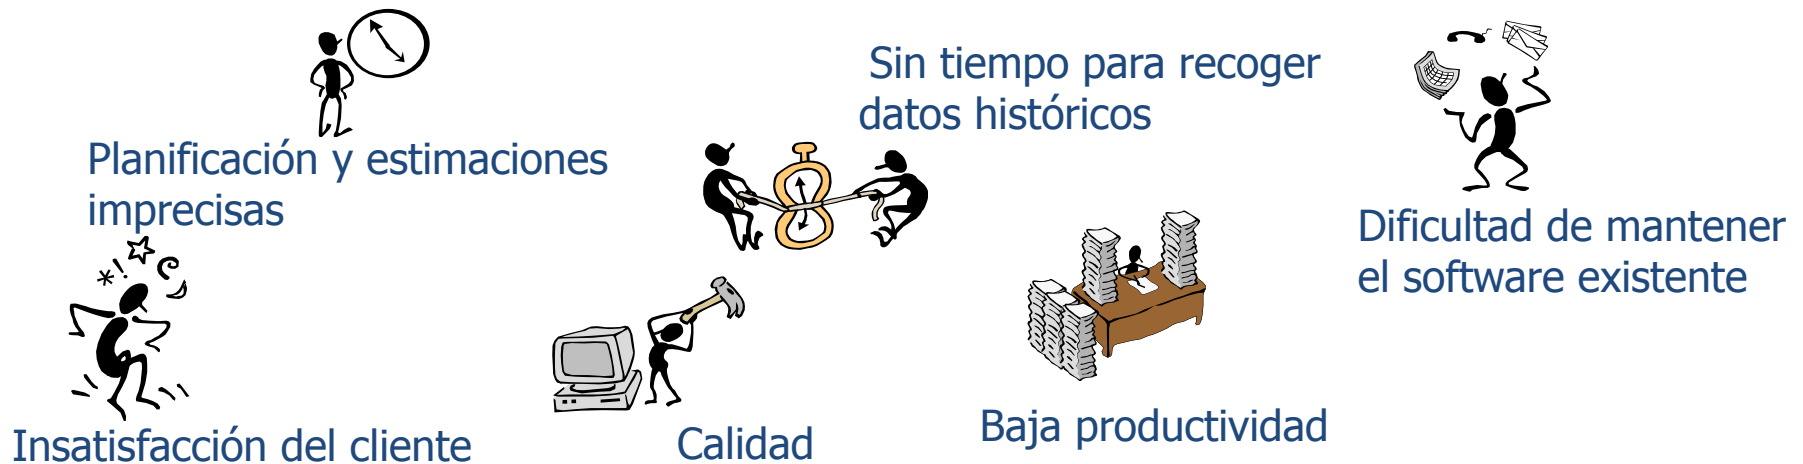 Planificación y estimaciones
imprecisas
Sin tiempo para recoger
datos históricos
Dificultad de mantener
el software existente
Insatisfacción del cliente
Calidad
Baja productividad